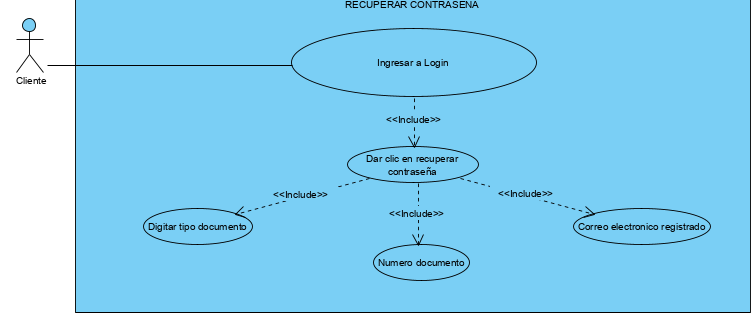 RECUPERAR CONTRASEÑA
Cliente
Ingresar a Login
<<Include>>
Dar clic en recuperar
contraseña
<<Include>>
<<Include>>
<<Include>>
Digitar tipo documento
Numero documento
Correo electronico registrado